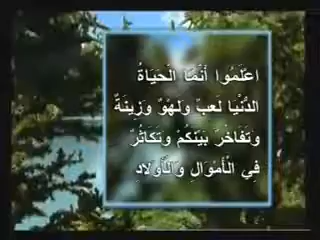 اعْلَمُوا أَنَّمَا الْحَيَاةُ
الدُّنْيَا لَعِبٌ وَلَهْوٌ وَزِينَةٌ
وَتَفَاخُرٌ بَيْنَكُمْ وَتَكَاثُرٌ
فِي الْأَمْوَالِ وَالْأَوْلَادِ